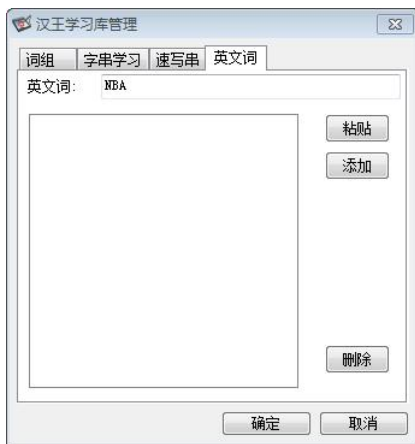 汉王学习库管理
词组 字串学习 速写串 英文词
英文词: NBA
粘贴
添加
删除
确定 取消